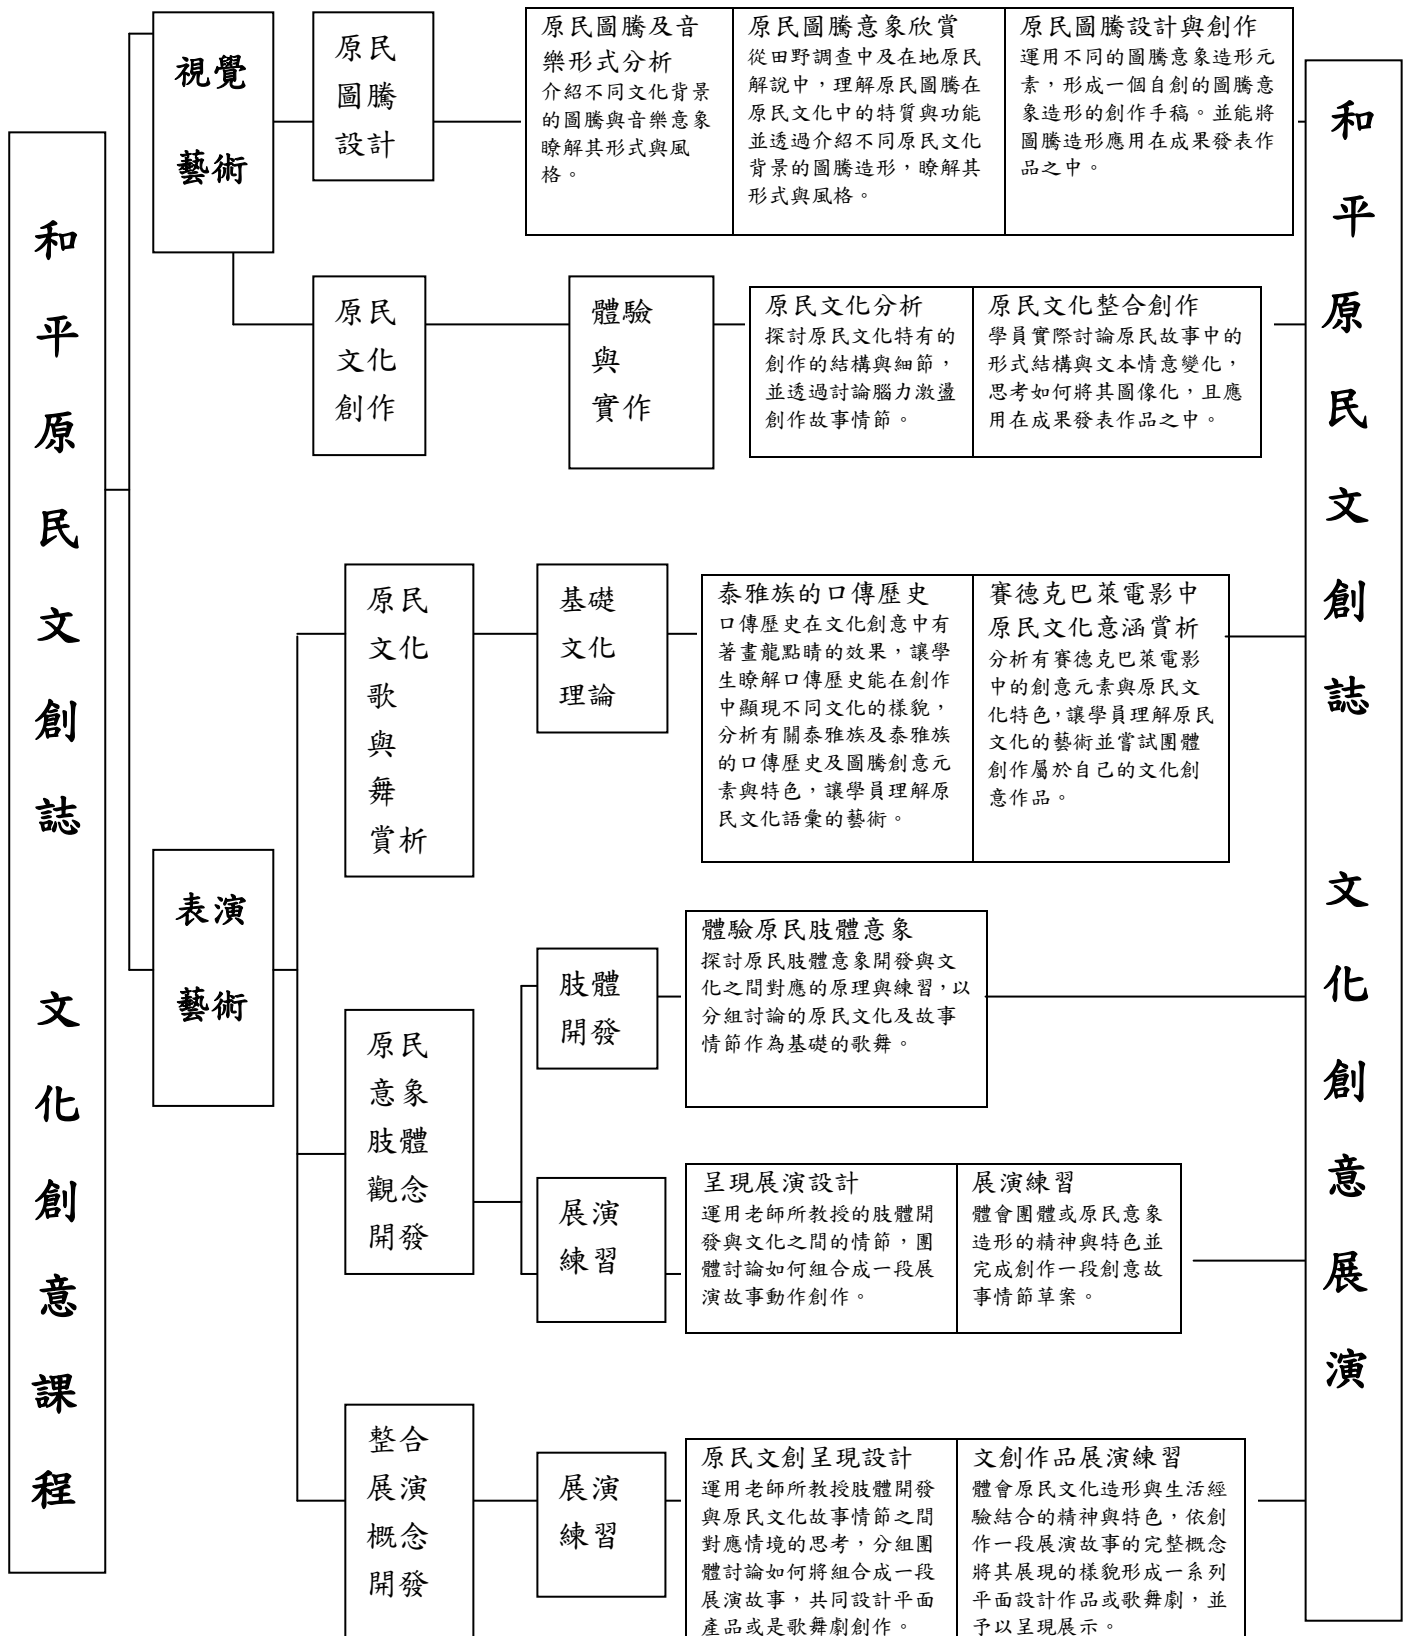 和
平
原
民
文
創
誌
文
化
創
意
課
程
視覺
藝術
原民
圖騰
設計
原民圖騰及音
樂形式分析
介紹不同文化背景
的圖騰與音樂意象
瞭解其形式與風
格。
原民圖騰意象欣賞
從田野調查中及在地原民
解說中，理解原民圖騰在
原民文化中的特質與功能
並透過介紹不同原民文化
背景的圖騰造形，瞭解其
形式與風格。
原民圖騰設計與創作
運用不同的圖騰意象造形元
素，形成一個自創的圖騰意
象造形的創作手稿。並能將
圖騰造形應用在成果發表作
品之中。
原民
文化
創作
體驗
與
實作
原民文化分析
探討原民文化特有的
創作的結構與細節，
並透過討論腦力激盪
創作故事情節。
原民文化整合創作
學員實際討論原民故事中的
形式結構與文本情意變化，
思考如何將其圖像化，且應
用在成果發表作品之中。
表演
藝術
原民
文化
歌
與
舞
賞析
基礎
文化
理論
泰雅族的口傳歷史
口傳歷史在文化創意中有
著畫龍點睛的效果，讓學
生瞭解口傳歷史能在創作
中顯現不同文化的樣貌，
分析有關泰雅族及泰雅族
的口傳歷史及圖騰創意元
素與特色，讓學員理解原
民文化語彙的藝術。
賽德克巴萊電影中
原民文化意涵賞析
分析有賽德克巴萊電影
中的創意元素與原民文
化特色，讓學員理解原民
文化的藝術並嘗試團體
創作屬於自己的文化創
意作品。
原民
意象
肢體
觀念
開發
肢體
開發
體驗原民肢體意象
探討原民肢體意象開發與文
化之間對應的原理與練習，以
分組討論的原民文化及故事
情節作為基礎的歌舞。
展演
練習
呈現展演設計
運用老師所教授的肢體開
發與文化之間的情節，團
體討論如何組合成一段展
演故事動作創作。
展演練習
體會團體或原民意象
造形的精神與特色並
完成創作一段創意故
事情節草案。
整合
展演
概念
開發
展演
練習
原民文創呈現設計
運用老師所教授肢體開發
與原民文化故事情節之間
對應情境的思考，分組團
體討論如何將組合成一段
展演故事，共同設計平面
產品或是歌舞劇創作。
文創作品展演練習
體會原民文化造形與生活經
驗結合的精神與特色，依創
作一段展演故事的完整概念
將其展現的樣貌形成一系列
平面設計作品或歌舞劇，並
予以呈現展示。
和
平
原
民
文
創
誌
文
化
創
意
展
演